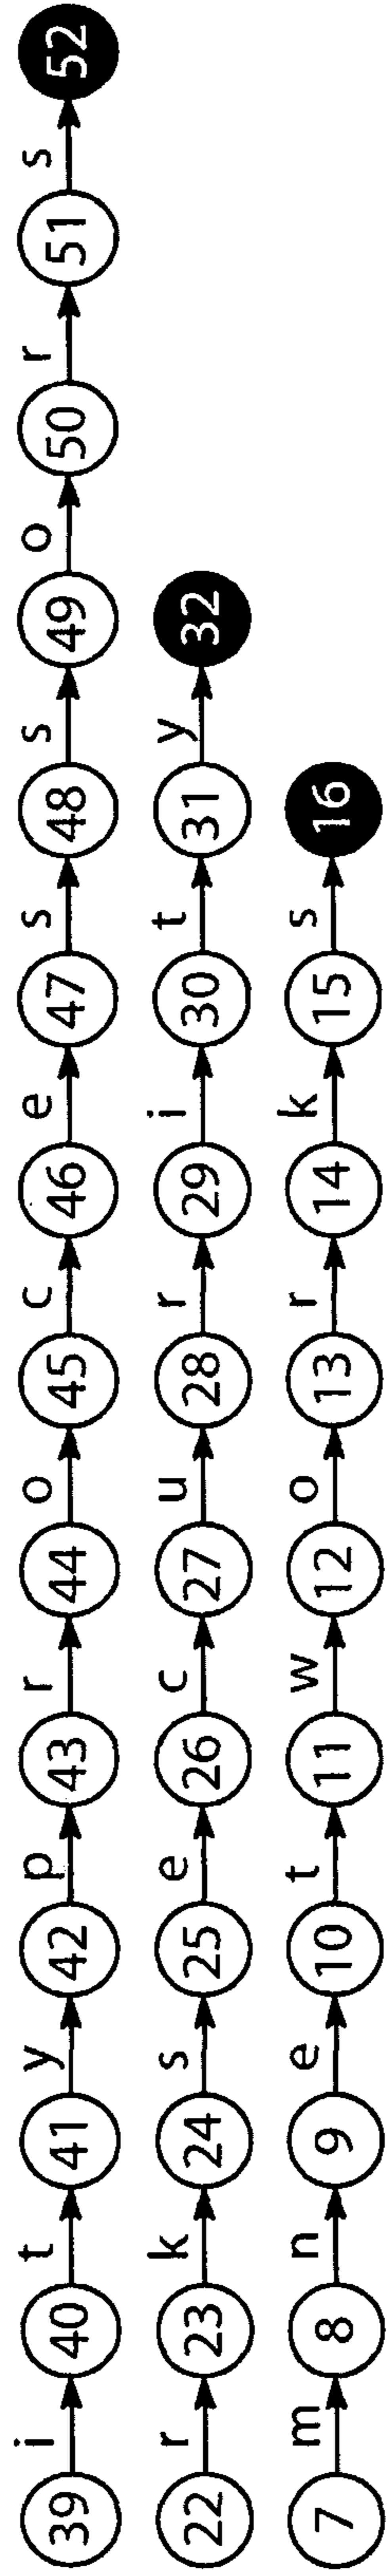 i t y p r o c e s s o r s
39 40 41 42 43 44 45 46 47 48 49 50 51 52
r k s e c u r i t y
22 23 24 25 26 27 28 29 30 31 32
m n e t w o r k s
7 8 9 10 11 12 13 14 15 16